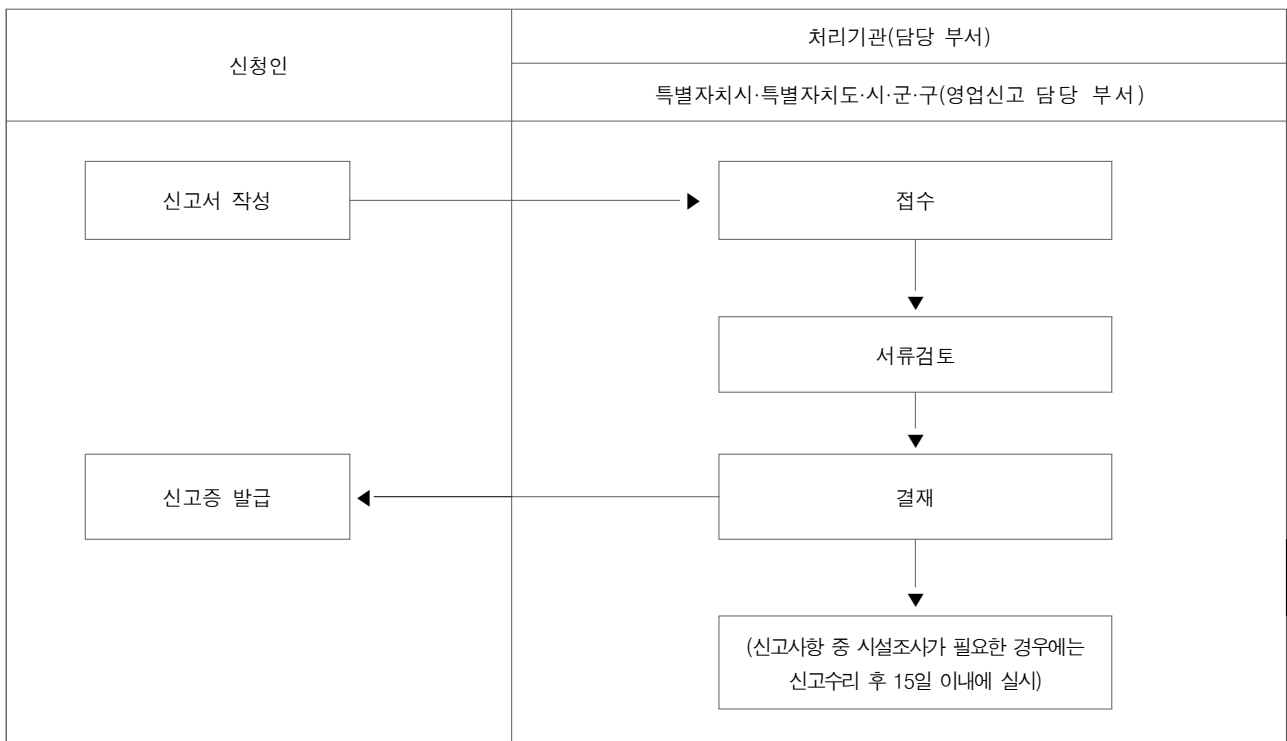 신청인
처리기관(담당 부서)
특별자치시·특별자치도·시·군·구(영업신고 담당 부서)
신고서 작성
접수
서류검토
신고증 발급
결재
(신고사항 중 시설조사가 필요한 경우에는
신고수리 후 15일 이내에 실시)